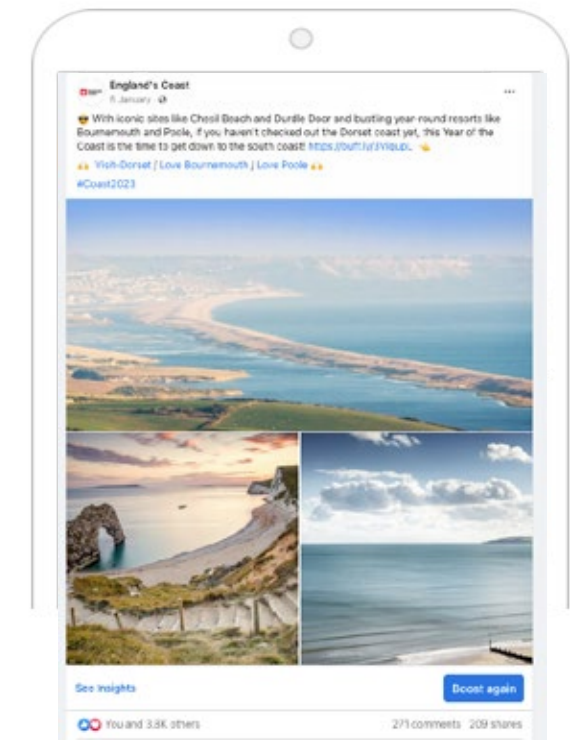 England's Coast
6 January
With iconic sites like Chesil Beach and Durdle Door and bustling year-round resorts like
Bournemouth and Poole, if you haven't checked out the Dorset coast yet, this Year of the
Coast is the time to get down to the south coast!
Visit-Dorset / Love Bournemouth / Love Poole
#Coast2023
See insights
Boost again
You and 3.3K others
271 comments 209 shares